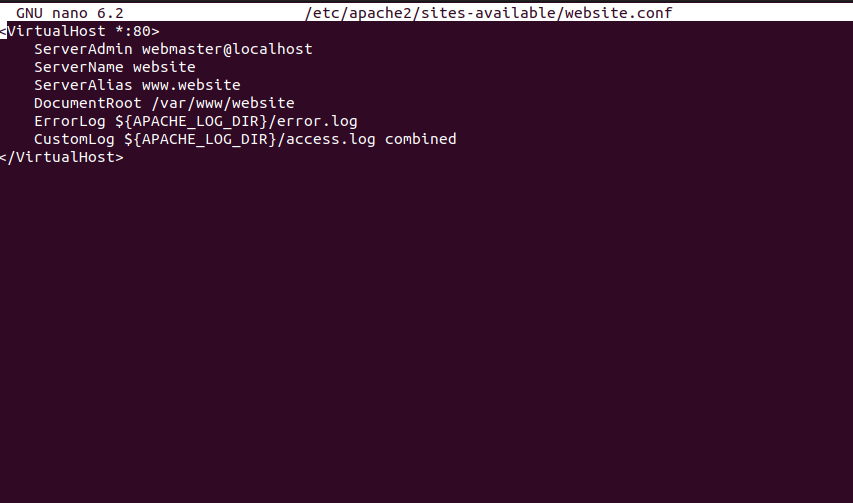 GNU nano 6.2 /etc/apache2/sites-available/website.conf
<VirtualHost *:80>
    ServerAdmin webmaster@localhost
    ServerName website
    ServerAlias www.website
    DocumentRoot /var/www/website
    ErrorLog ${APACHE_LOG_DIR}/error.log
    CustomLog ${APACHE_LOG_DIR}/access.log combined
</VirtualHost>